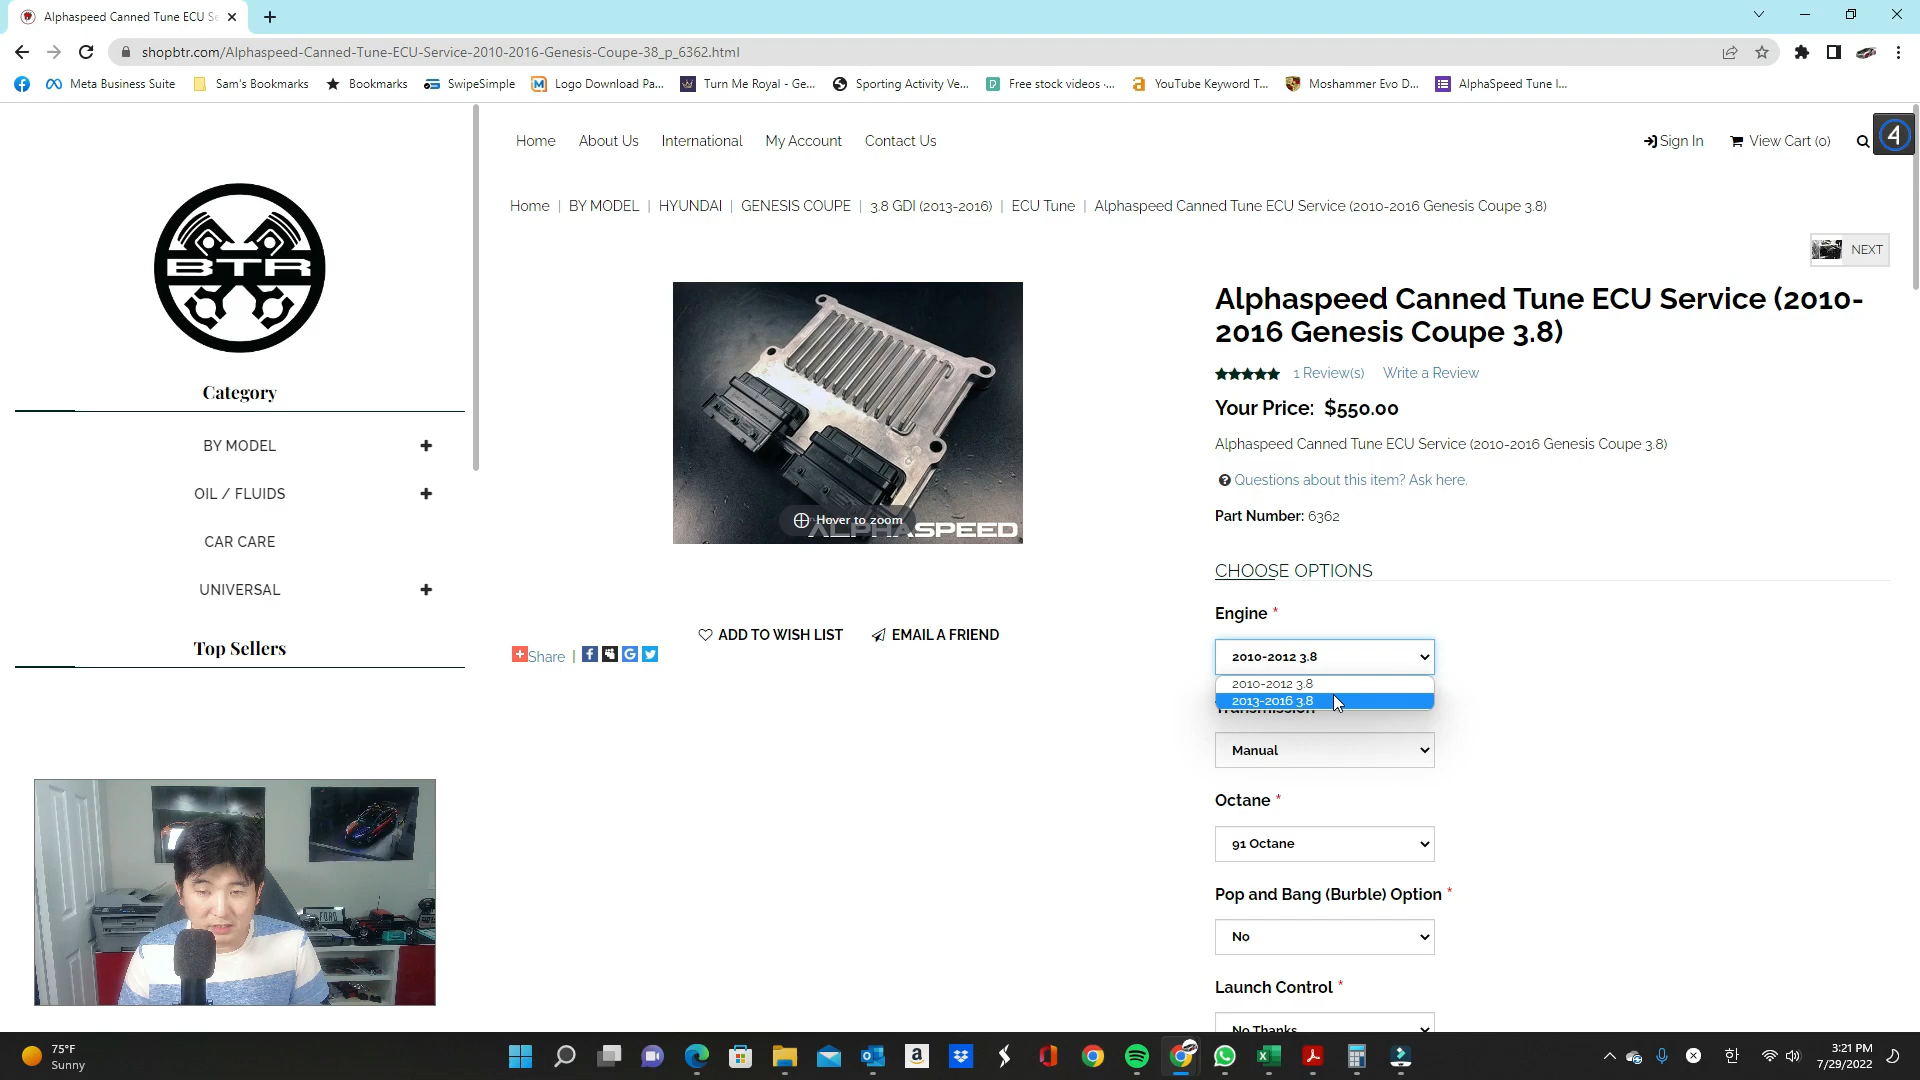 Alphaspeed Canned Tune ECU Se
shopbtr.com/Alphaspeed-Canned-Tune-ECU-Service-2010-2016-Genesis-Coupe-38_p_6362.html
Meta Business Suite
Sam's Bookmarks
Bookmarks
SwipeSimple
Logo Download Pa...
Turn Me Royal - Ge...
Sporting Activity Ve...
Free stock videos -...
YouTube Keyword T...
Moshammer Evo D...
AlphaSpeed Tune I...
Home About Us International My Account Contact Us
Sign In View Cart (0)
4
Home | BY MODEL | HYUNDAI | GENESIS COUPE | 3.8 GDI (2013-2016) | ECU Tune | Alphaspeed Canned Tune ECU Service (2010-2016 Genesis Coupe 3.8)
NEXT
BTR
Category
BY MODEL +
OIL / FLUIDS +
CAR CARE
UNIVERSAL +
Top Sellers
Hover to zoom
ALPHASPEED
ADD TO WISH LIST
EMAIL A FRIEND
Share |
Alphaspeed Canned Tune ECU Service (2010-
2016 Genesis Coupe 3.8)
1 Review(s) Write a Review
Your Price: $550.00
Alphaspeed Canned Tune ECU Service (2010-2016 Genesis Coupe 3.8)
Questions about this item? Ask here.
Part Number: 6362
CHOOSE OPTIONS
Engine *
2010-2012 3.8
2010-2012 3.8
2013-2016 3.8
Transmission
Manual
Octane *
91 Octane
Pop and Bang (Burble) Option *
No
Launch Control *
No Thanks
FORD
75°F
Sunny
한
3:21 PM
7/29/2022